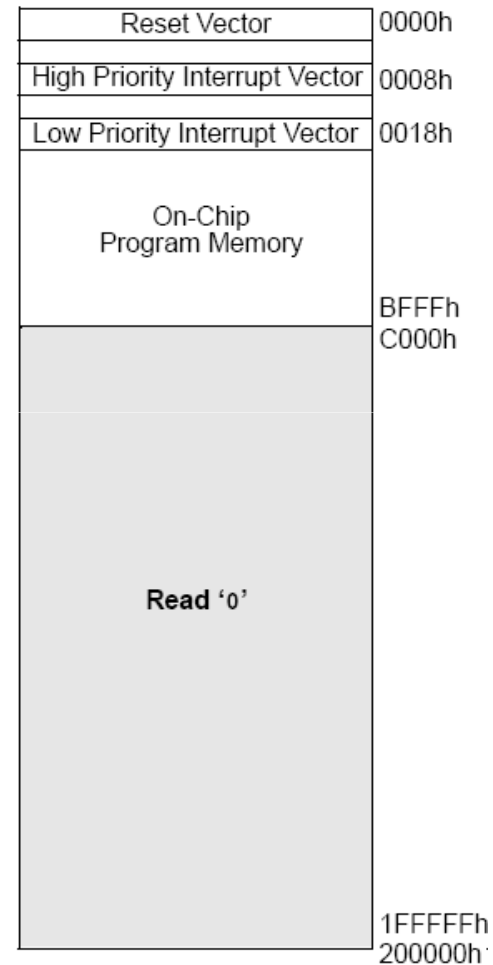 Reset Vector 0000h
High Priority Interrupt Vector 0008h
Low Priority Interrupt Vector 0018h
On-Chip
Program Memory
BFFFh
C000h
Read ‘0’
1FFFFFh
200000h